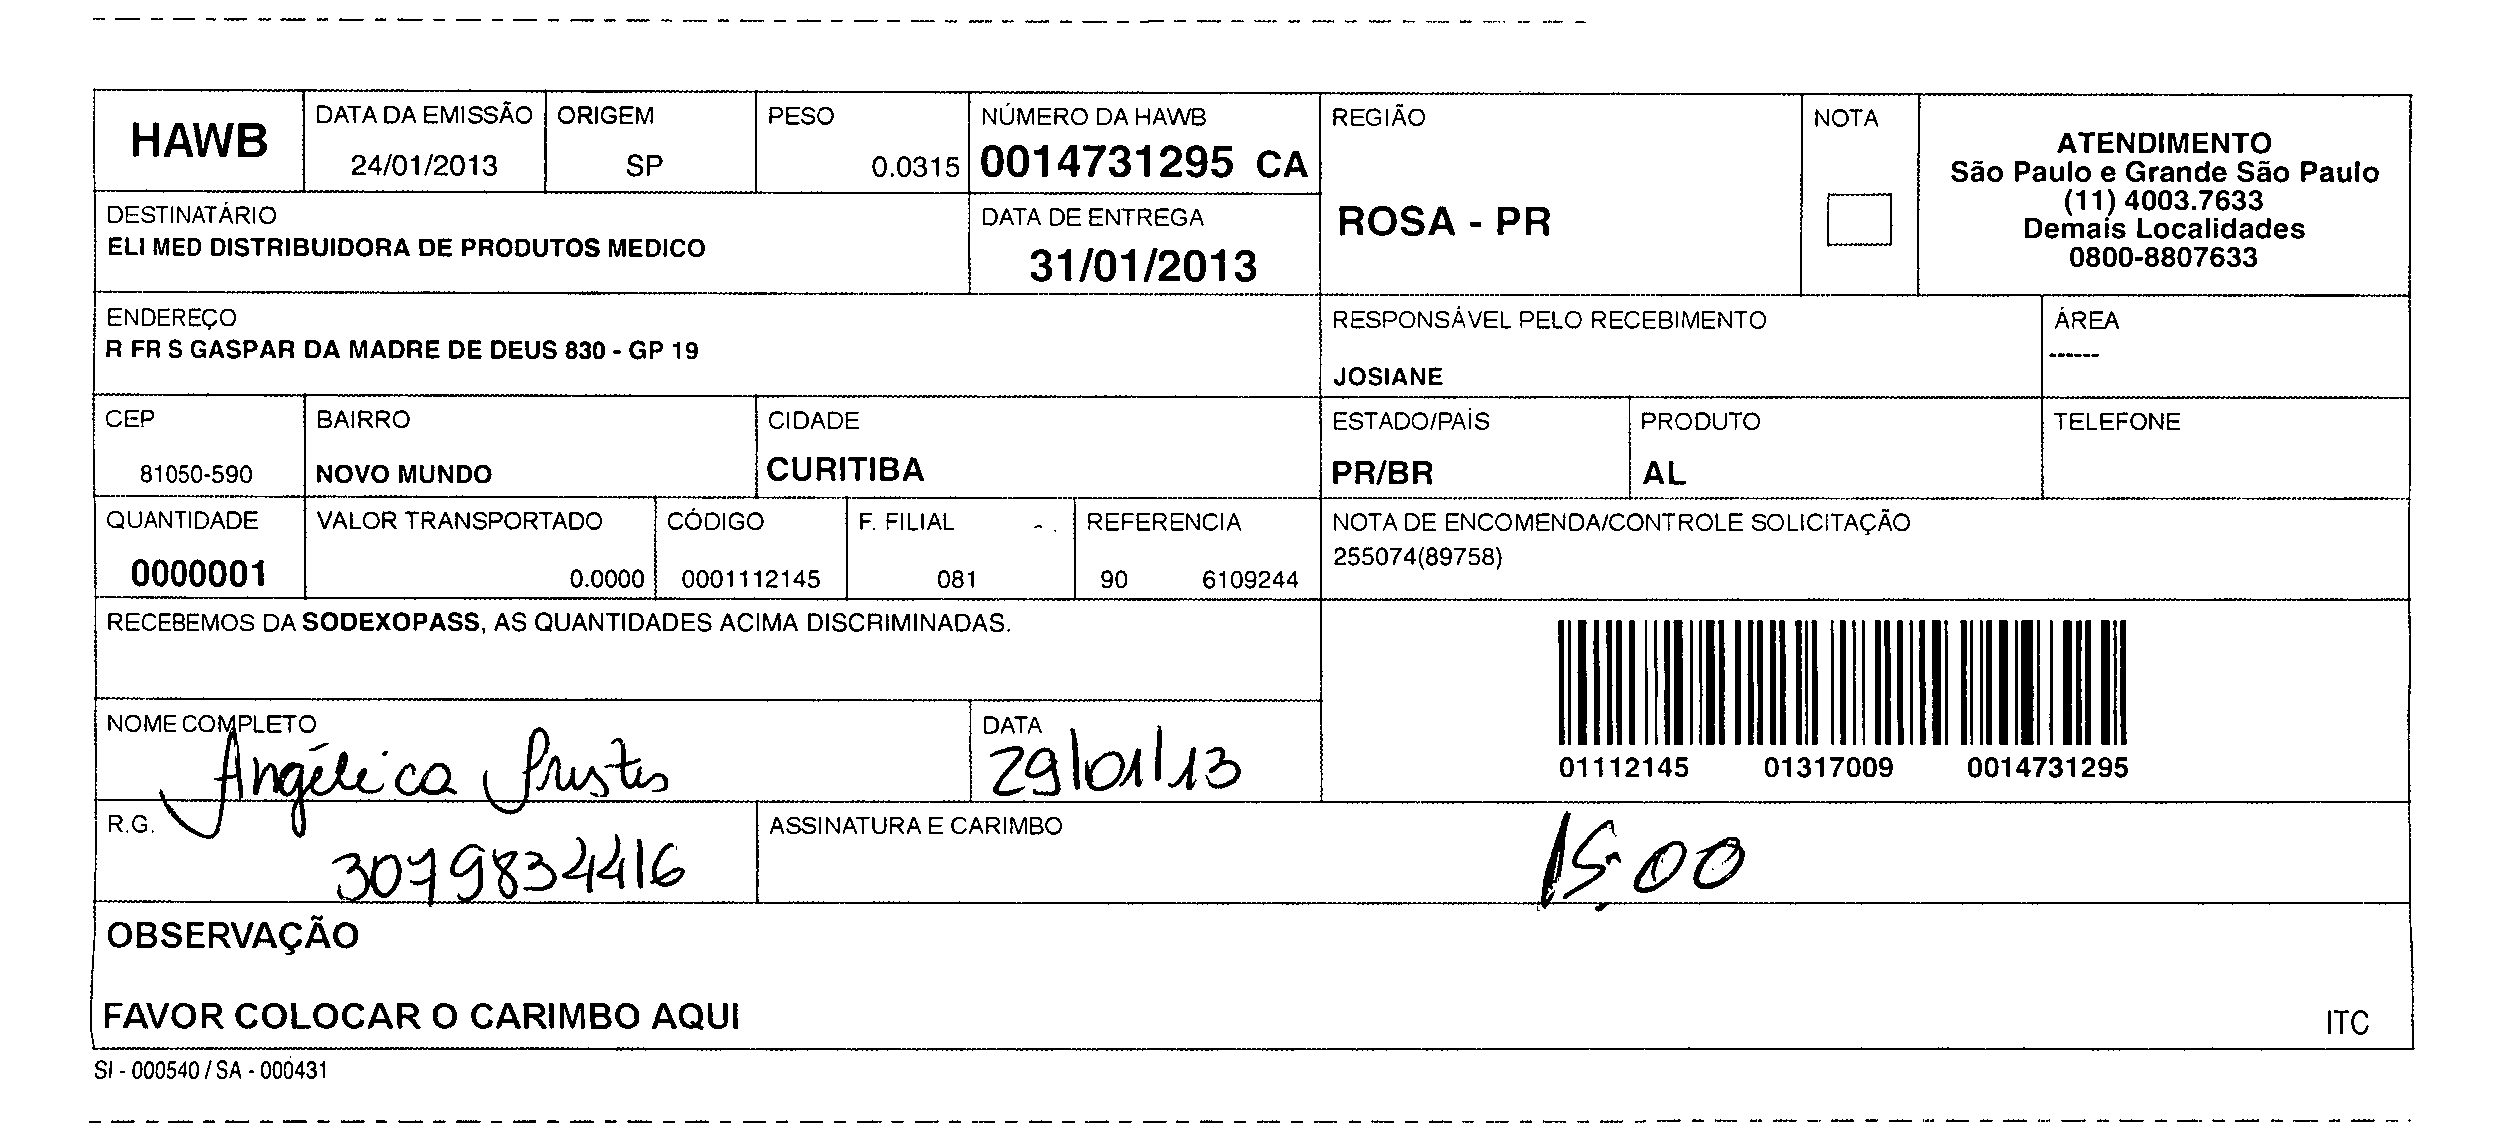 HAWB
DATA DA EMISSÃO
24/01/2013
ORIGEM
SP
PESO
0.0315
NÚMERO DA HAWB
0014731295 CA
REGIÃO
ROSA - PR
NOTA
ATENDIMENTO
São Paulo e Grande São Paulo
(11) 4003.7633
Demais Localidades
0800-8807633
DESTINATÁRIO
ELI MED DISTRIBUIDORA DE PRODUTOS MEDICO
DATA DE ENTREGA
31/01/2013
ENDEREÇO
R FR S GASPAR DA MADRE DE DEUS 830 - GP 19
RESPONSÁVEL PELO RECEBIMENTO
JOSIANE
ÁREA
------
CEP
81050-590
BAIRRO
NOVO MUNDO
CIDADE
CURITIBA
ESTADO/PAÍS
PR/BR
PRODUTO
AL
TELEFONE
QUANTIDADE
0000001
VALOR TRANSPORTADO
0.0000
CÓDIGO
0001112145
F. FILIAL
081
REFERENCIA
90 6109244
NOTA DE ENCOMENDA/CONTROLE SOLICITAÇÃO
255074(89758)
RECEBEMOS DA SODEXOPASS, AS QUANTIDADES ACIMA DISCRIMINADAS.
01112145 01317009 0014731295
NOME COMPLETO
Angélica
DATA
29/01/13
R.G.
3079834416
ASSINATURA E CARIMBO
15:00
OBSERVAÇÃO
FAVOR COLOCAR O CARIMBO AQUI
ITC
SI - 000540 / SA - 000431